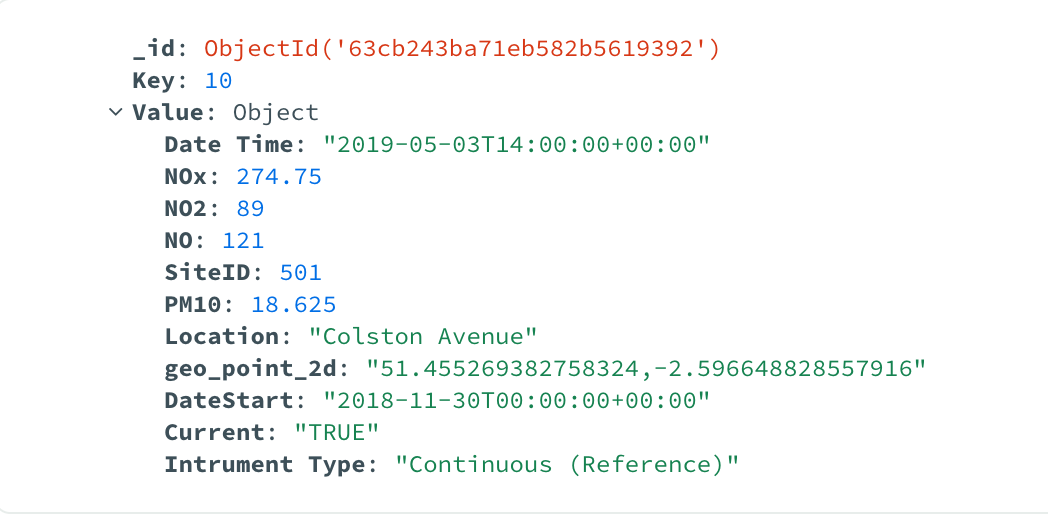 _id: ObjectId('63cb243ba71eb582b5619392')
Key: 10
Value: Object
Date Time: "2019-05-03T14:00:00+00:00"
NOx: 274.75
NO2: 89
NO: 121
SiteID: 501
PM10: 18.625
Location: "Colston Avenue"
geo_point_2d: "51.455269382758324,-2.596648828557916"
DateStart: "2018-11-30T00:00:00+00:00"
Current: "TRUE"
Intrument Type: "Continuous (Reference)"